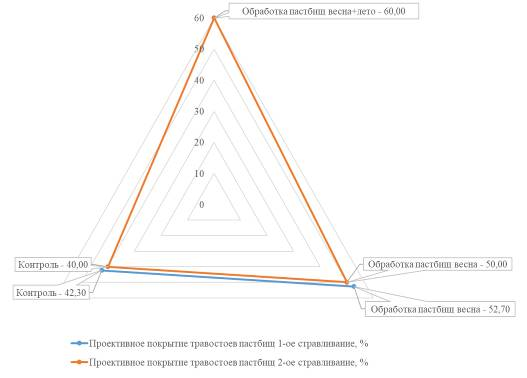 Обработка пастбищ весна+лето - 60,00
60
50
40
30
20
10
0
Контроль - 40,00
Обработка пастбищ весна - 50,00
Контроль - 42,30
Обработка пастбищ весна - 52,70
Проективное покрытие травостоев пастбищ 1-ое стравливание, %
Проективное покрытие травостоев пастбищ 2-ое стравливание, %